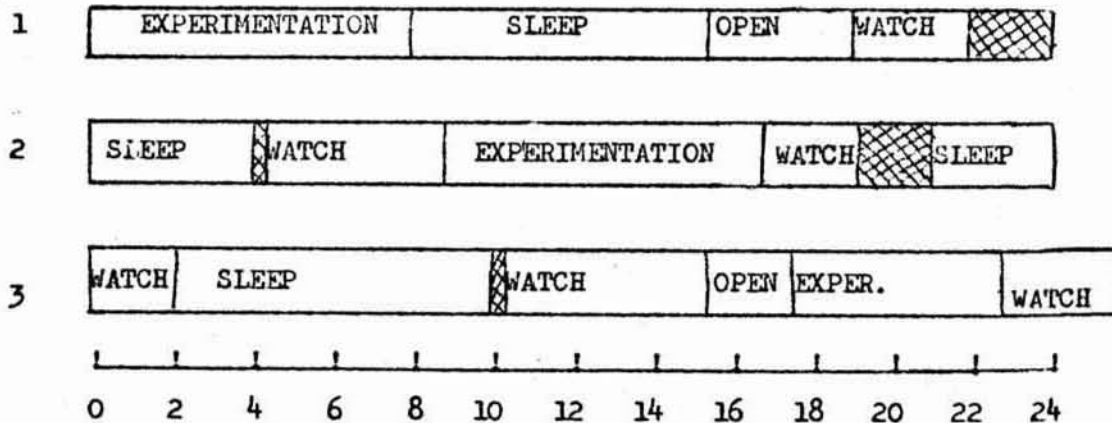 1 EXPERIMENTATION SLEEP OPEN WATCH
2 SLEEP WATCH EXPERIMENTATION WATCH SLEEP
3 WATCH SLEEP WATCH OPEN EXPER. WATCH
0 2 4 6 8 10 12 14 16 18 20 22 24